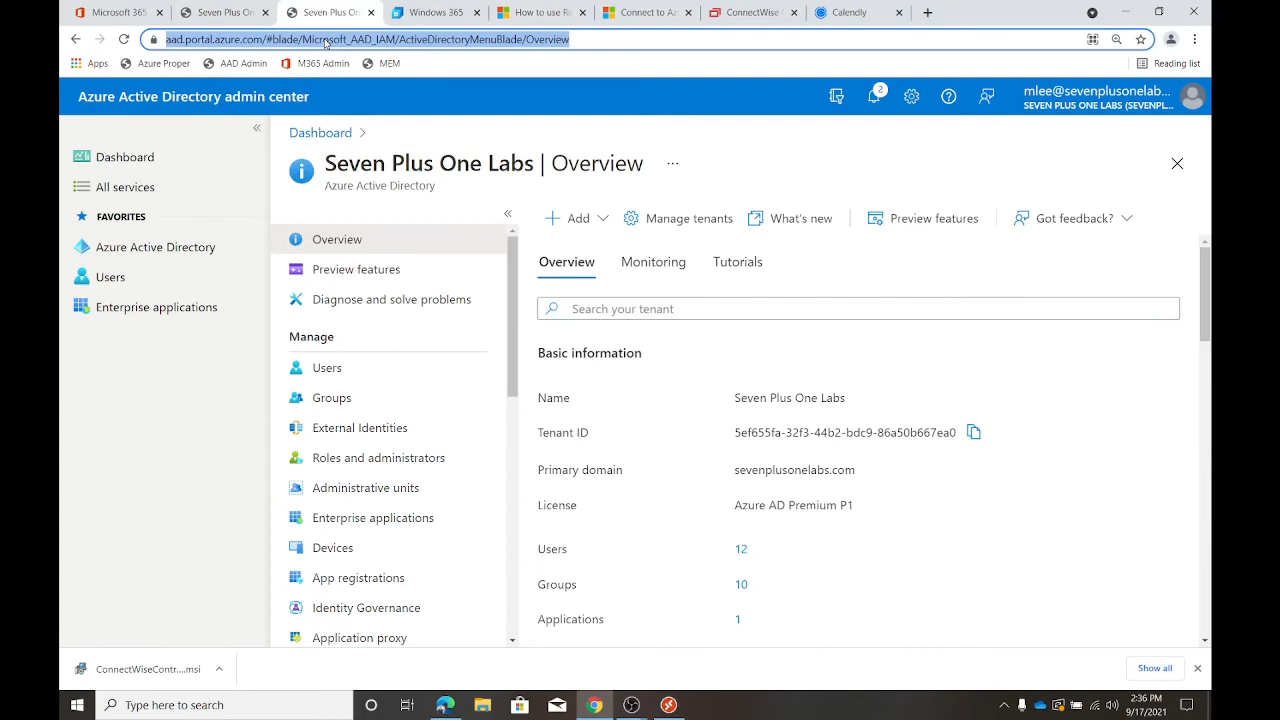 Microsoft 365
Seven Plus On
Seven Plus On
Windows 365
How to use Re
Connect to Az
ConnectWise
Calendly
aad.portal.azure.com/#blade/Microsoft_AAD_IAM/ActiveDirectoryMenuBlade/Overview
Apps
Azure Proper
AAD Admin
M365 Admin
MEM
Reading list
Azure Active Directory admin center
2
mlee@sevenplusonelab...
SEVEN PLUS ONE LABS (SEVENPL...
Dashboard
All services
FAVORITES
Azure Active Directory
Users
Enterprise applications
Dashboard
Seven Plus One Labs | Overview
Azure Active Directory
Overview
Preview features
Diagnose and solve problems
Manage
Users
Groups
External Identities
Roles and administrators
Administrative units
Enterprise applications
Devices
App registrations
Identity Governance
Application proxy
Add
Manage tenants
What's new
Preview features
Got feedback?
Overview
Monitoring
Tutorials
Search your tenant
Basic information
Name Seven Plus One Labs
Tenant ID 5ef655fa-32f3-44b2-bdc9-86a50b667ea0
Primary domain sevenplusonelabs.com
License Azure AD Premium P1
Users 12
Groups 10
Applications 1
ConnectWiseContr....msi
Show all
Type here to search
2:36 PM
9/17/2021